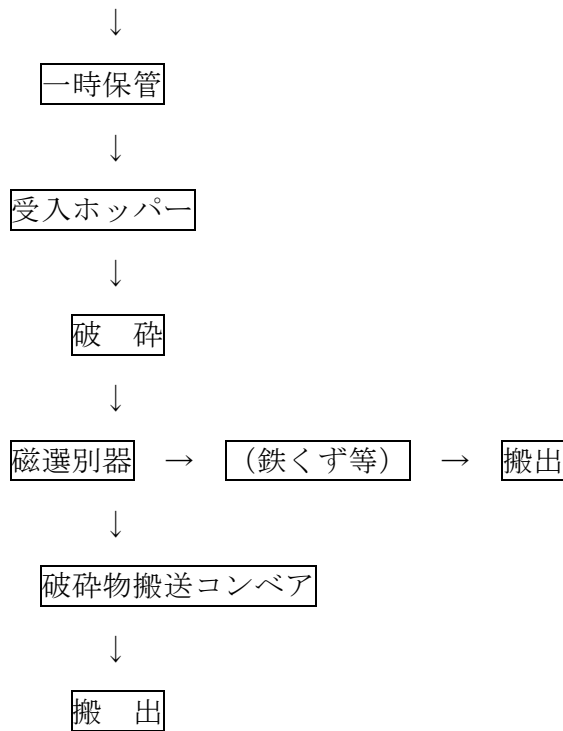 ↓
一時保管
↓
受入ホッパー
↓
破　砕
↓
磁選別器　→　（鉄くず等）　→　搬出
↓
破砕物搬送コンベア
↓
搬　出